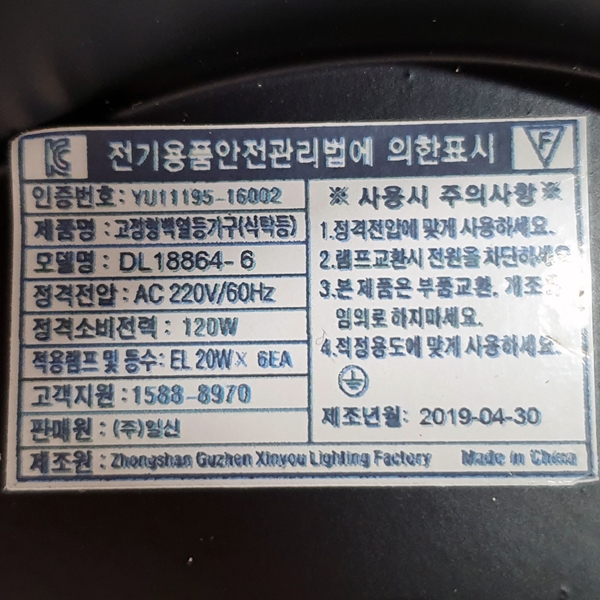 전기용품안전관리법에 의한표시
F
인증번호: YU11195-16002
제품명 : 고정형백열등기구(식탁등)
모델명 : DL18864-6
정격전압 : AC 220V/60Hz
정격소비전력 : 120W
적용램프 및 등수: EL 20W× 6EA
고객지원 : 1588-8970
판매원 : (주)일신
※ 사용시 주의사항 ※
1.정격전압에 맞게 사용하세요.
2.램프교환시 전원을 차단하세요
3.본 제품은 부품교환, 개조
임의로 하지마세요.
4.적정용도에 맞게 사용하세요.
제조년월: 2019-04-30
제조원 : Zhongshan Guzhen Xinyou Lighting Factory Made in China